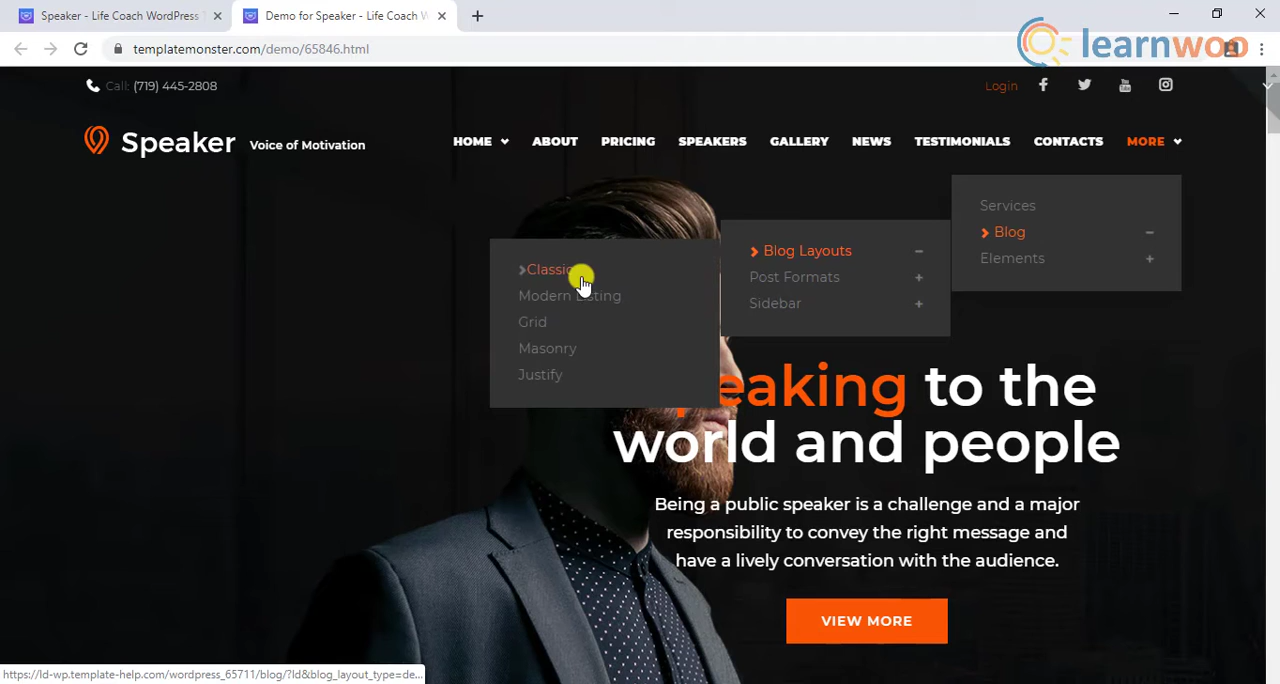 Speaker - Life Coach WordPress
Demo for Speaker - Life Coach W
templatemonster.com/demo/65846.html
learnwoo
Call: (719) 445-2808
Login
Speaker Voice of Motivation
HOME ABOUT PRICING SPEAKERS GALLERY NEWS TESTIMONIALS CONTACTS MORE
Services
Blog
Elements
Blog Layouts
Post Formats
Sidebar
Classic
Modern Listing
Grid
Masonry
Justify
eaking to the
world and people
Being a public speaker is a challenge and a major
responsibility to convey the right message and
have a lively conversation with the audience.
VIEW MORE
https://ld-wp.template-help.com/wordpress_65711/blog/?ld&blog_layout_type=de...